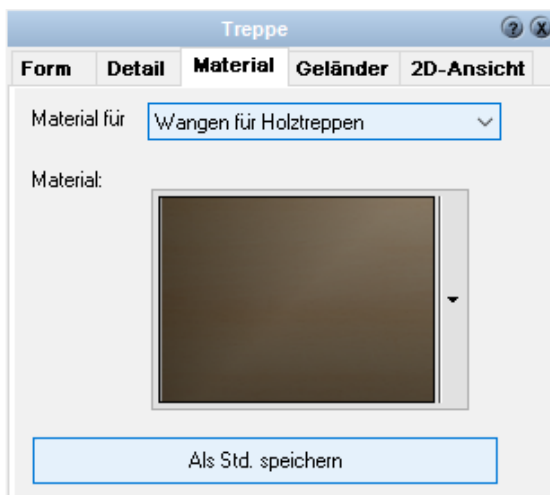 Treppe
Form Detail Material Geländer 2D-Ansicht
Material für Wangen für Holztreppen
Material:
Als Std. speichern